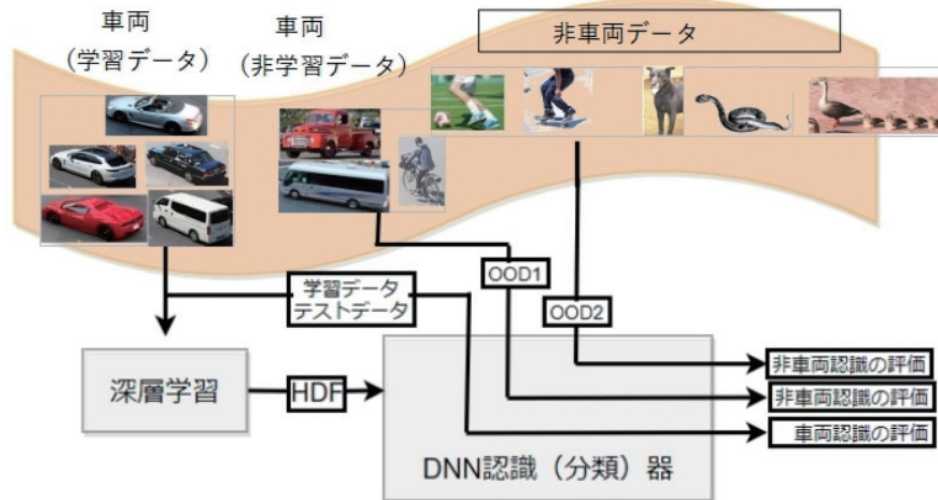 車両
（学習データ）
車両
（非学習データ）
非車両データ
OOD1
学習データ
テストデータ
OOD2
深層学習
HDF
非車両認識の評価
非車両認識の評価
車両認識の評価
DNN認識（分類）器